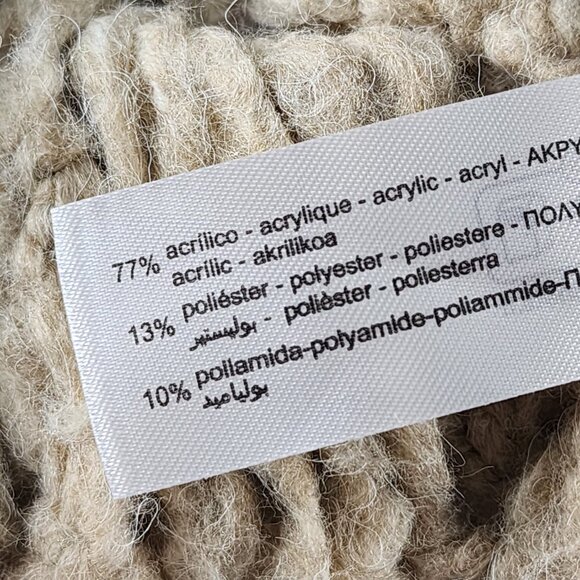 77% acrílico - acrylique - acrylic - acryl - ΑΚΡΥ
acrílic - akrilikoa
13% poliéster - polyester - poliestere - ΠΟΛΥ
بوليستير - polièster - poliesterra
10% poliamida-polyamide-poliammide-Π
بولياميد